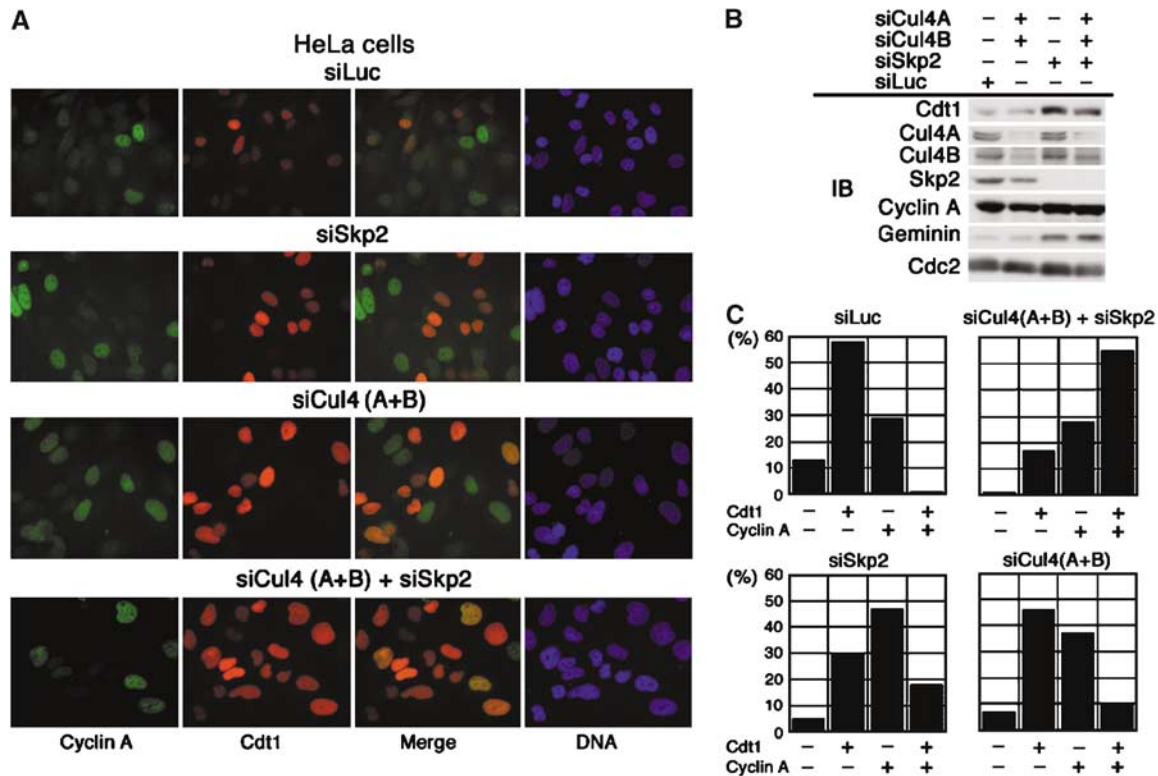 A
HeLa cells
siLuc
siSkp2
siCul4 (A+B)
siCul4 (A+B) + siSkp2
Cyclin A Cdt1 Merge DNA
B
siCul4A – + – +
siCul4B – + – +
siSkp2 – – + +
siLuc + – – –
IB
Cdt1
Cul4A
Cul4B
Skp2
Cyclin A
Geminin
Cdc2
C
siLuc
(%)
60
50
40
30
20
10
0
Cdt1 – + – +
Cyclin A – – + +
siCul4(A+B) + siSkp2
– + – +
– – + +
siSkp2
(%)
60
50
40
30
20
10
0
Cdt1 – + – +
Cyclin A – – + +
siCul4(A+B)
– + – +
– – + +